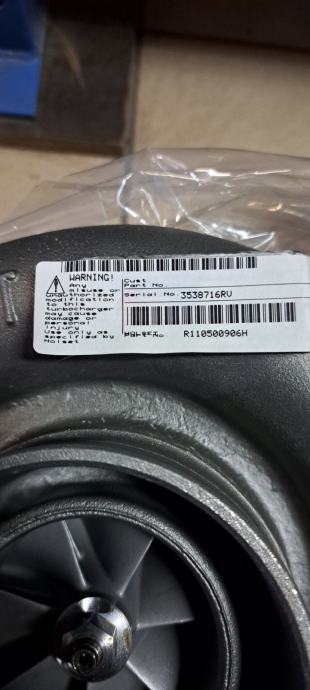 WARNING!
Any
misuse or
unauthorized
modification
to this
turbocharger
may cause
damage or
personal
injury
Use only as
specified by
Holset
Cust
Part No.
Serial No. 3538716RV
R110500906H
P